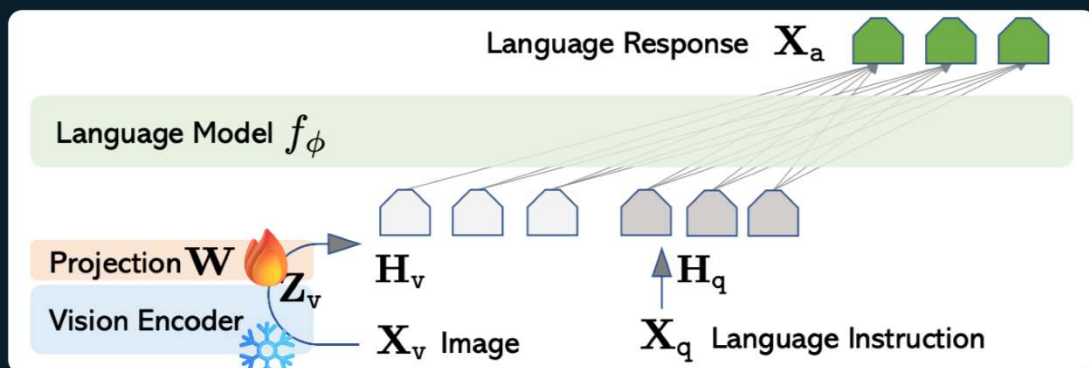 Language Response X_a
Language Model f_ϕ
Projection W
Z_v
H_v
H_q
Vision Encoder
X_v Image
X_q Language Instruction